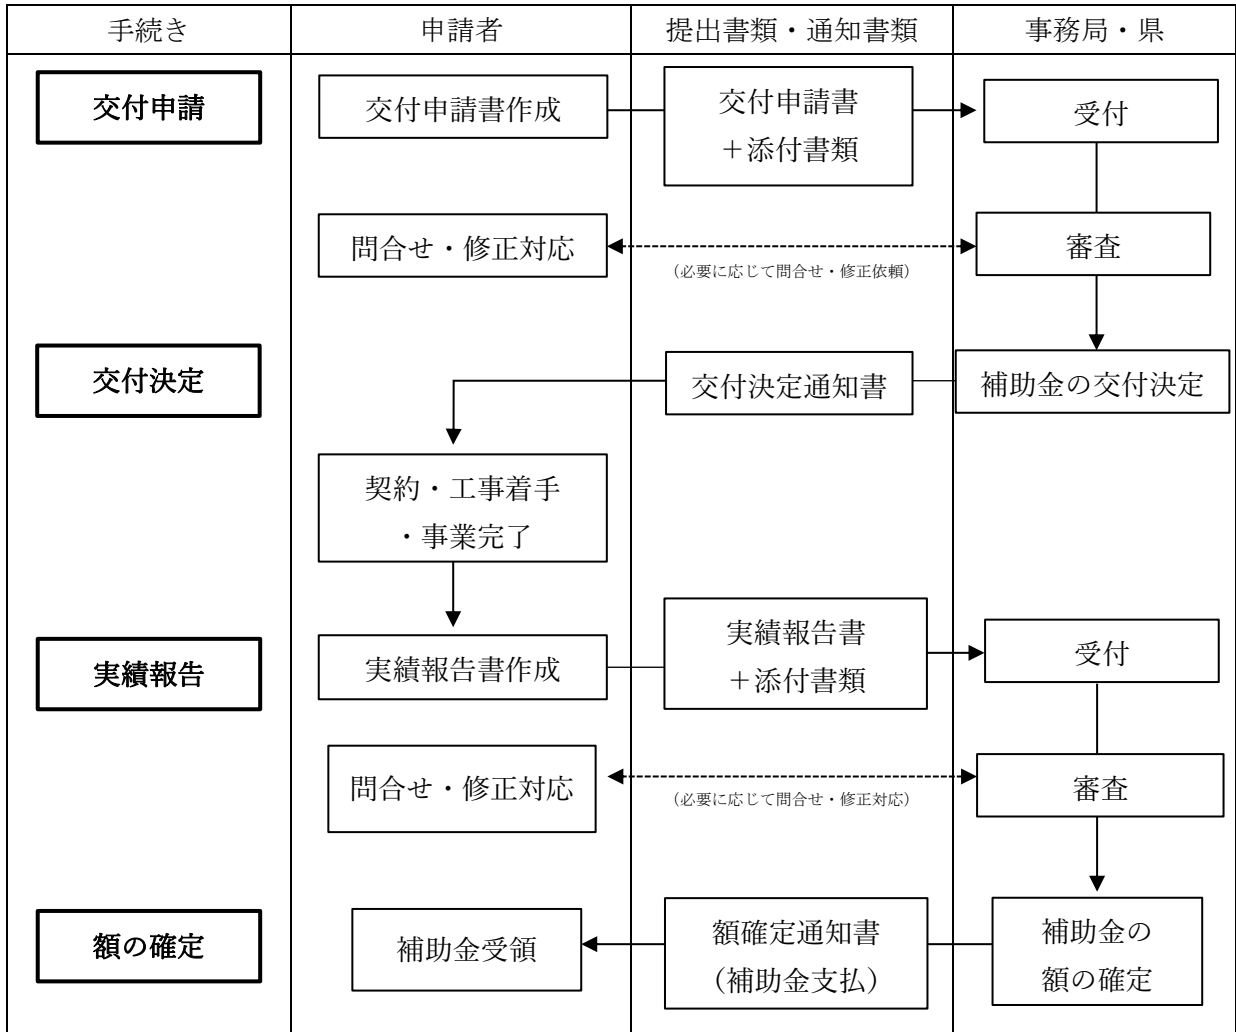 手続き
申請者
提出書類・通知書類
事務局・県
交付申請
交付申請書作成
交付申請書
＋添付書類
受付
問合せ・修正対応
（必要に応じて問合せ・修正依頼）
審査
交付決定
交付決定通知書
補助金の交付決定
契約・工事着手
・事業完了
実績報告
実績報告書作成
実績報告書
＋添付書類
受付
問合せ・修正対応
（必要に応じて問合せ・修正対応）
審査
額の確定
補助金受領
額確定通知書
（補助金支払）
補助金の
額の確定